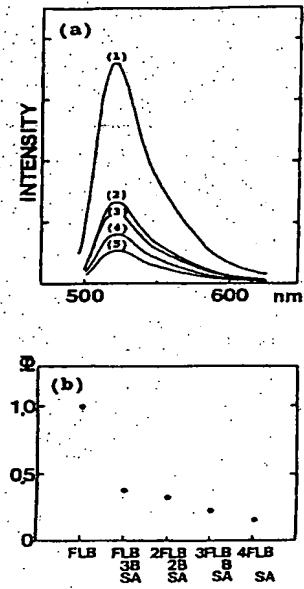 (a)
(1)
INTENSITY
(2)
(3)
(4)
(5)
500 600 nm
(b)
1.0
0.5
0
FLB FLB 2FLB 3FLB 4FLB
3B 2B B
SA SA SA SA